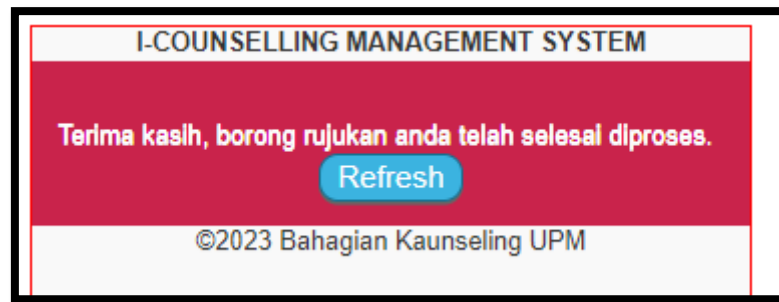 I-COUNSELLING MANAGEMENT SYSTEM
Terima kasih, borong rujukan anda telah selesai diproses.
Refresh
©2023 Bahagian Kaunseling UPM